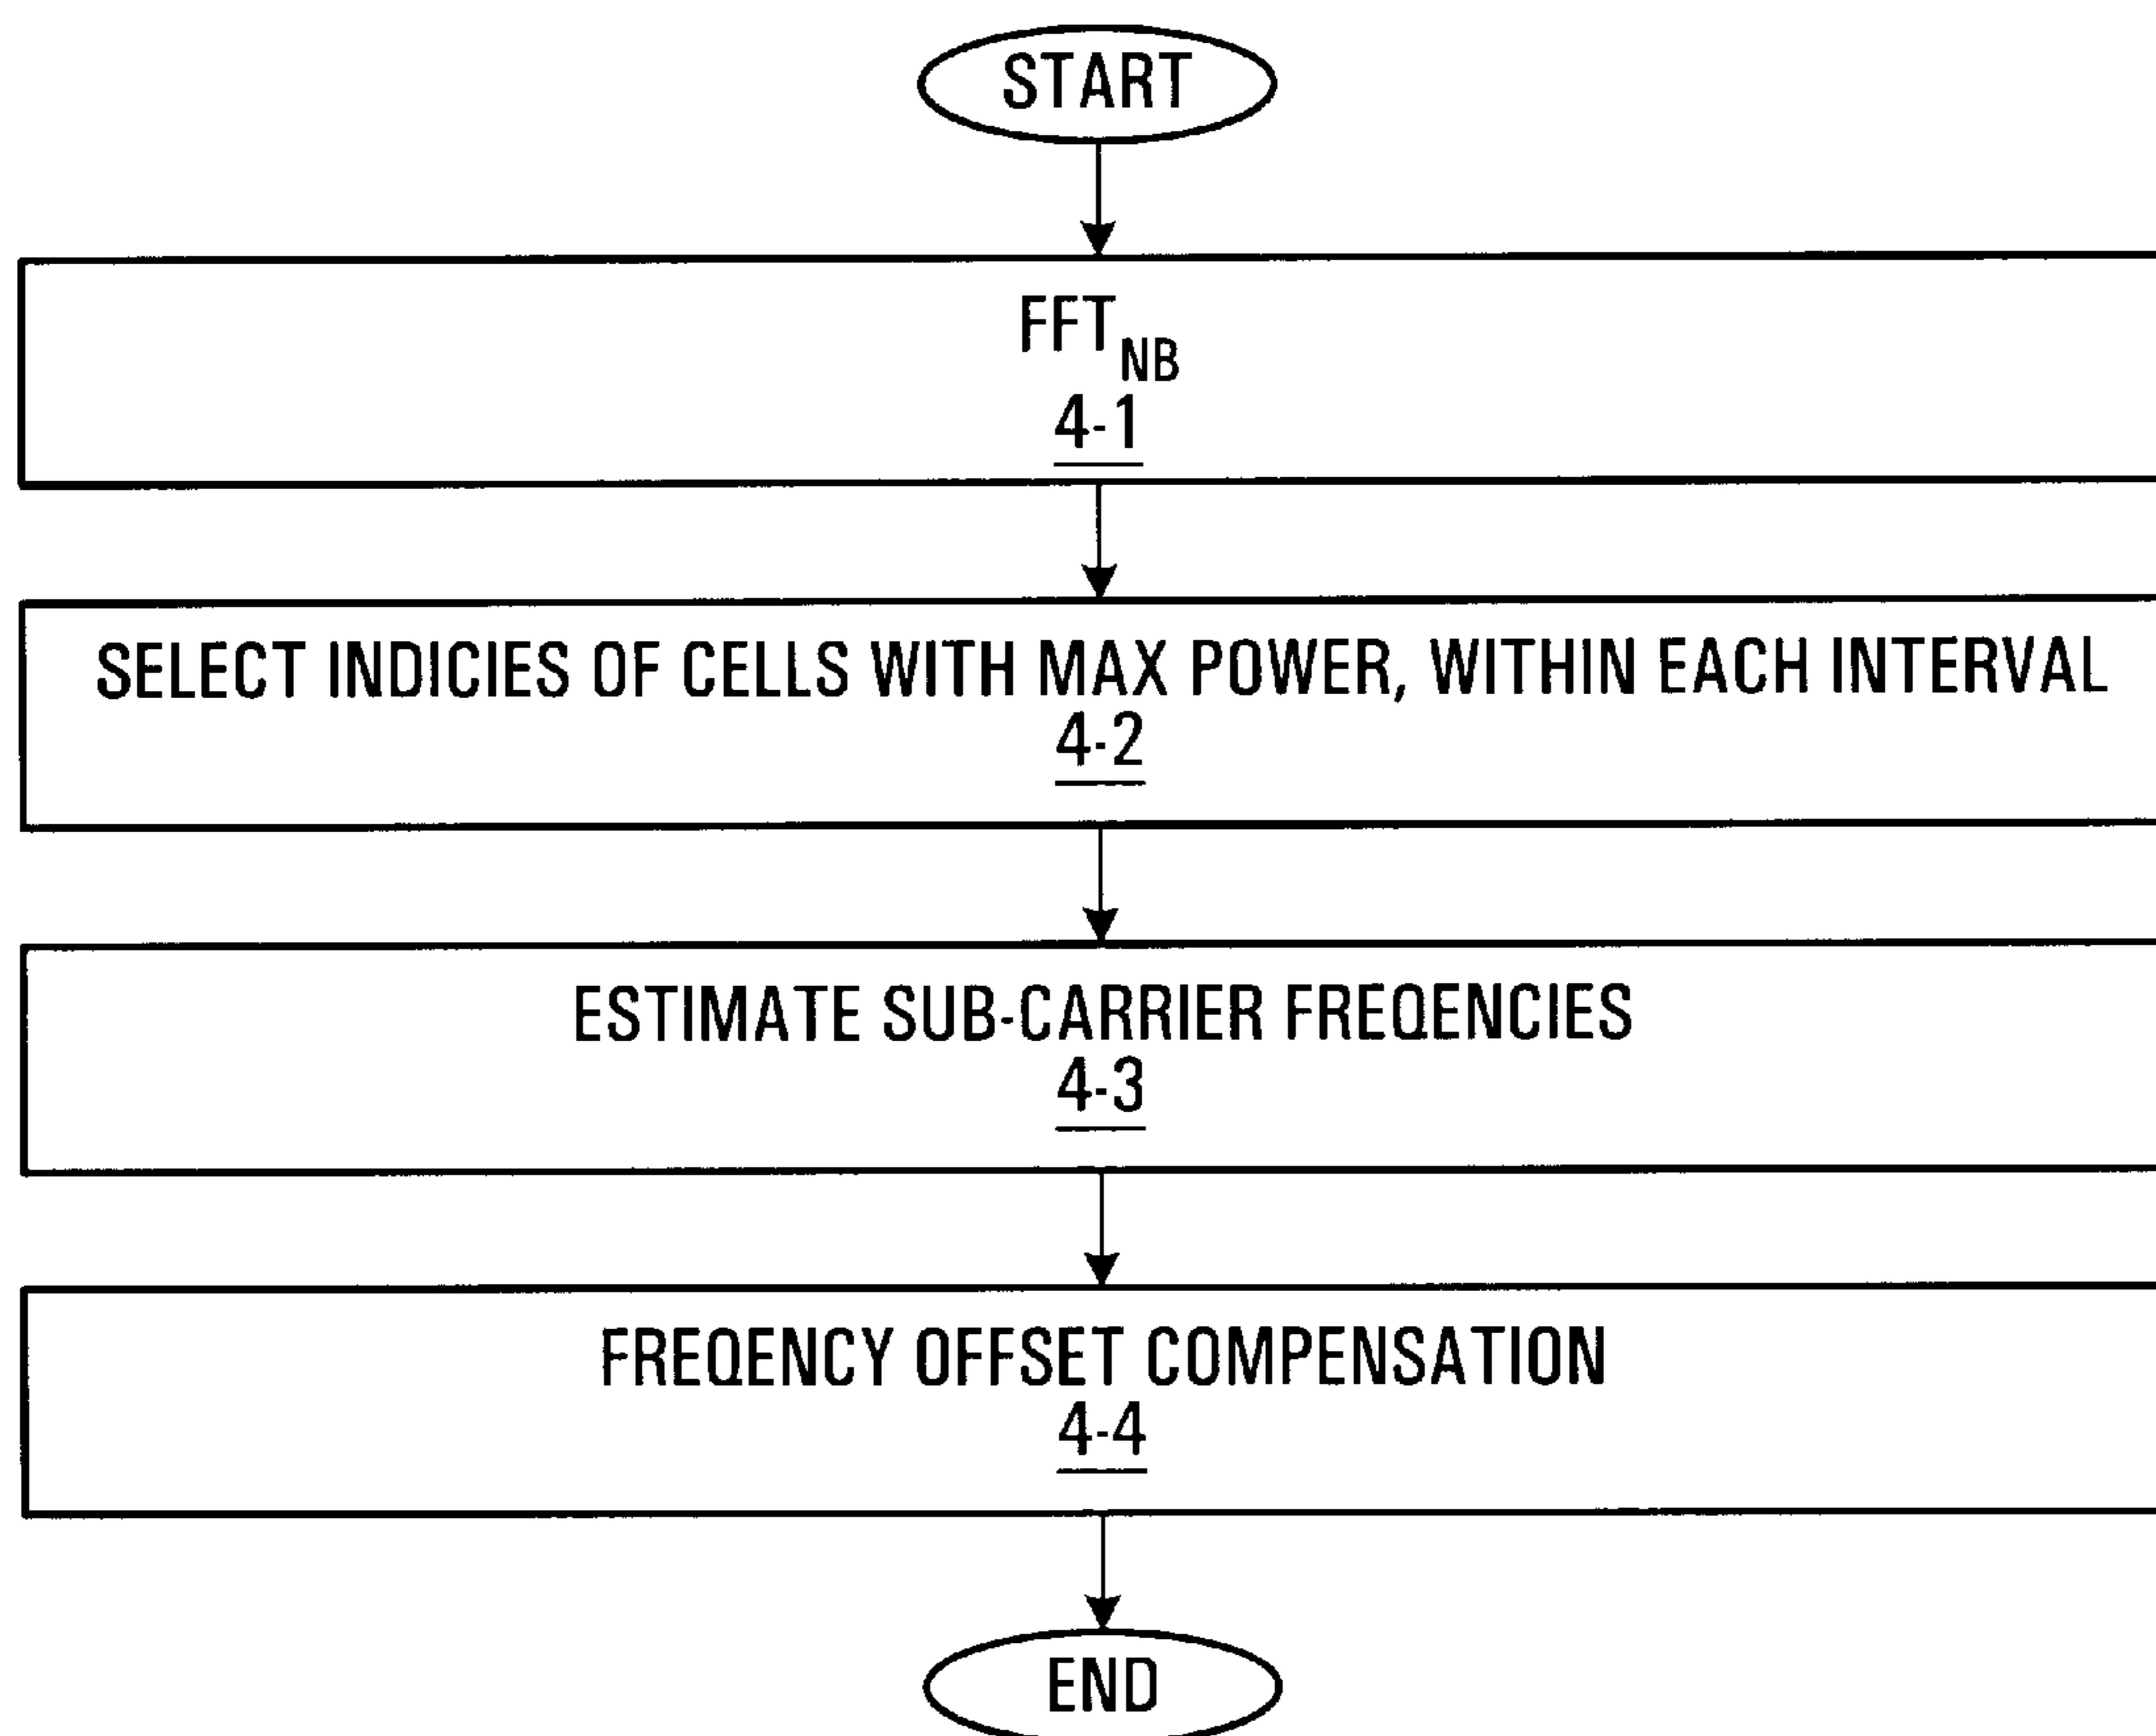 START
FFT NB
4-1
SELECT INDICIES OF CELLS WITH MAX POWER, WITHIN EACH INTERVAL
4-2
ESTIMATE SUB-CARRIER FREQENCIES
4-3
FREQENCY OFFSET COMPENSATION
4-4
END